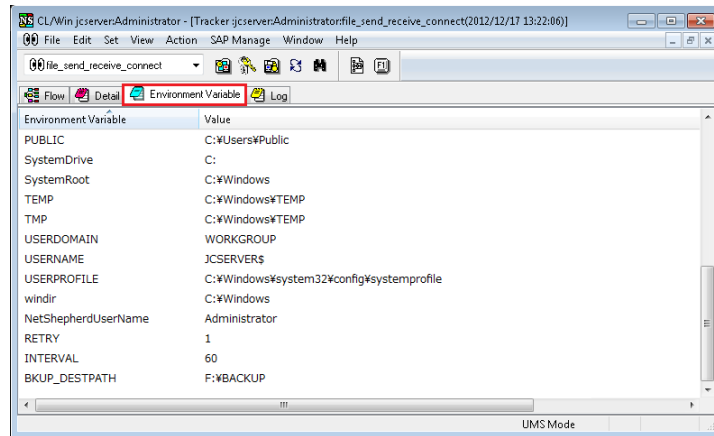 CL/Win jcserver:Administrator - [Tracker :jcserver:Administrator:file_send_receive_connect(2012/12/17 13:22:06)]
File Edit Set View Action SAP Manage Window Help
file_send_receive_connect
Flow Detail Environment Variable Log
Environment Variable Value
PUBLIC C:¥Users¥Public
SystemDrive C:
SystemRoot C:¥Windows
TEMP C:¥Windows¥TEMP
TMP C:¥Windows¥TEMP
USERDOMAIN WORKGROUP
USERNAME JCSERVER$
USERPROFILE C:¥Windows¥system32¥config¥systemprofile
windir C:¥Windows
NetShepherdUserName Administrator
RETRY 1
INTERVAL 60
BKUP_DESTPATH F:¥BACKUP
UMS Mode